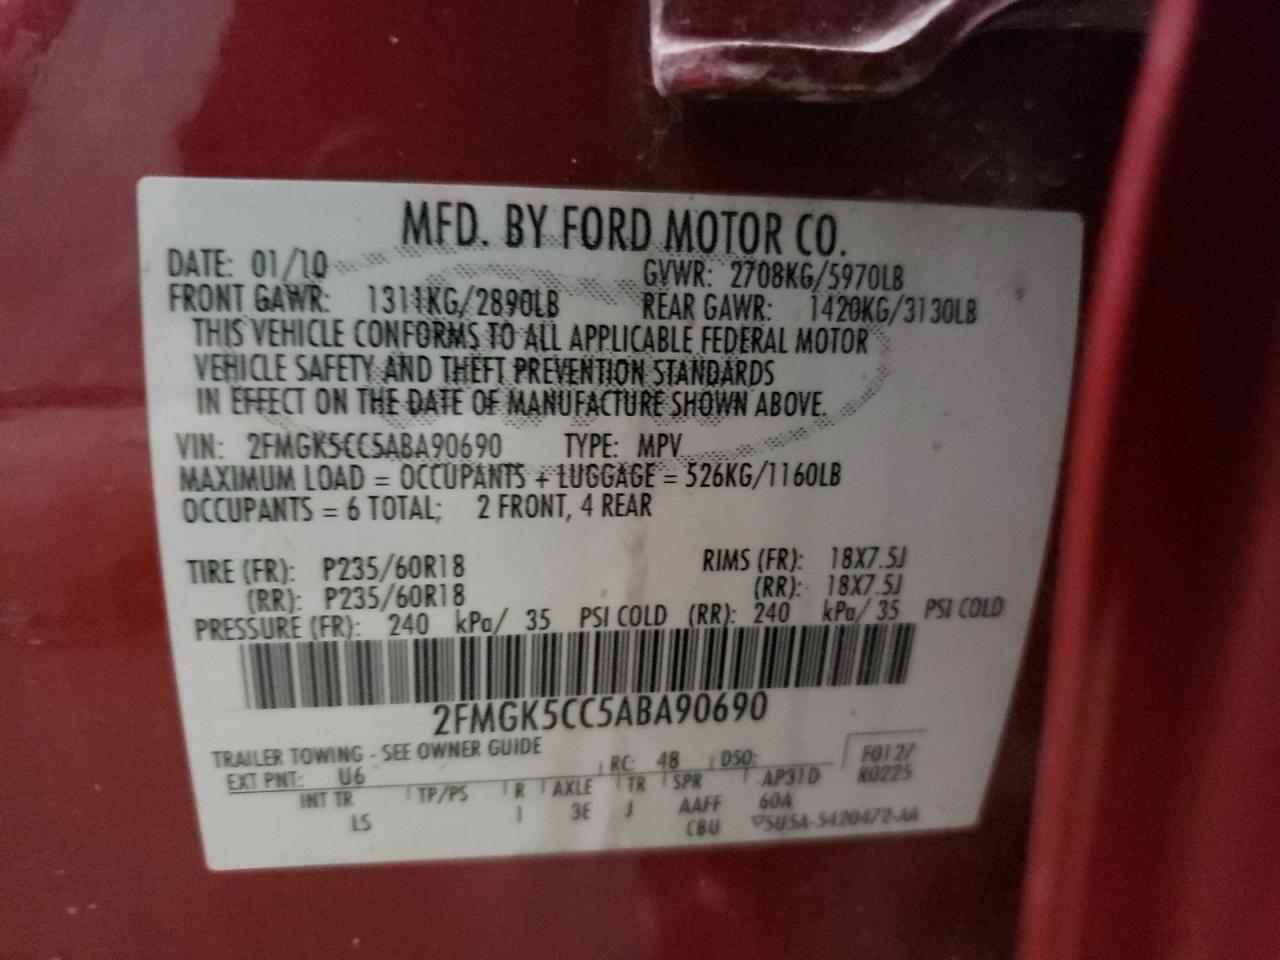 MFD. BY FORD MOTOR CO.
DATE: 01/10 GVWR: 2708KG/5970LB
FRONT GAWR: 1311KG/2890LB REAR GAWR: 1420KG/3130LB
THIS VEHICLE CONFORMS TO ALL APPLICABLE FEDERAL MOTOR
VEHICLE SAFETY AND THEFT PREVENTION STANDARDS
IN EFFECT ON THE DATE OF MANUFACTURE SHOWN ABOVE.
VIN: 2FMGK5CC5ABA90690 TYPE: MPV
MAXIMUM LOAD = OCCUPANTS + LUGGAGE = 526KG/1160LB
OCCUPANTS = 6 TOTAL; 2 FRONT, 4 REAR
TIRE (FR): P235/60R18 RIMS (FR): 18X7.5J
(RR): P235/60R18 (RR): 18X7.5J
PRESSURE (FR): 240 kPa/ 35 PSI COLD (RR): 240 kPa/ 35 PSI COLD
2FMGK5CC5ABA90690
TRAILER TOWING - SEE OWNER GUIDE
EXT PNT: U6 RC: 48 DSO: F012/
R0225
INT TR TP/PS R AXLE TR SPR AP31D
LS 1 3E J AAFF 60A
CBU 5U5A-5420472-AA